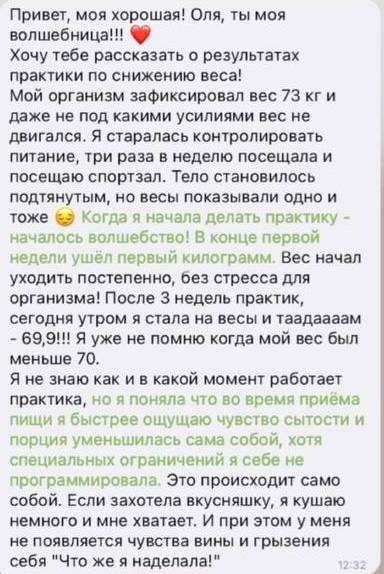 Привет, моя хорошая! Оля, ты моя
волшебница!!! ❤️
Хочу тебе рассказать о результатах
практики по снижению веса!
Мой организм зафиксировал вес 73 кг и
даже не под какими усилиями вес не
двигался. Я старалась контролировать
питание, три раза в неделю посещала и
посещаю спортзал. Тело становилось
подтянутым, но весы показывали одно и
тоже 😔 Когда я начала делать практику -
началось волшебство! В конце первой
недели ушёл первый килограмм. Вес начал
уходить постепенно, без стресса для
организма! После 3 недель практик,
сегодня утром я стала на весы и таадаааам
- 69,9!!! Я уже не помню когда мой вес был
меньше 70.
Я не знаю как и в какой момент работает
практика, но я поняла что во время приёма
пищи я быстрее ощущаю чувство сытости и
порция уменьшилась сама собой, хотя
специальных ограничений я себе не
программировала. Это происходит само
собой. Если захотела вкусняшку, я кушаю
немного и мне хватает. И при этом у меня
не появляется чувства вины и грызения
себя "Что же я наделала!" 12:32